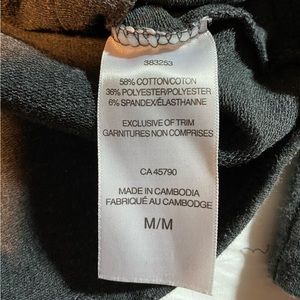 383253
58% COTTON/COTON
36% POLYESTER/POLYESTER
6% SPANDEX/ÉLASTHANNE
EXCLUSIVE OF TRIM
GARNITURES NON COMPRISES
CA 45790
MADE IN CAMBODIA
FABRIQUÉ AU CAMBODGE
M/M